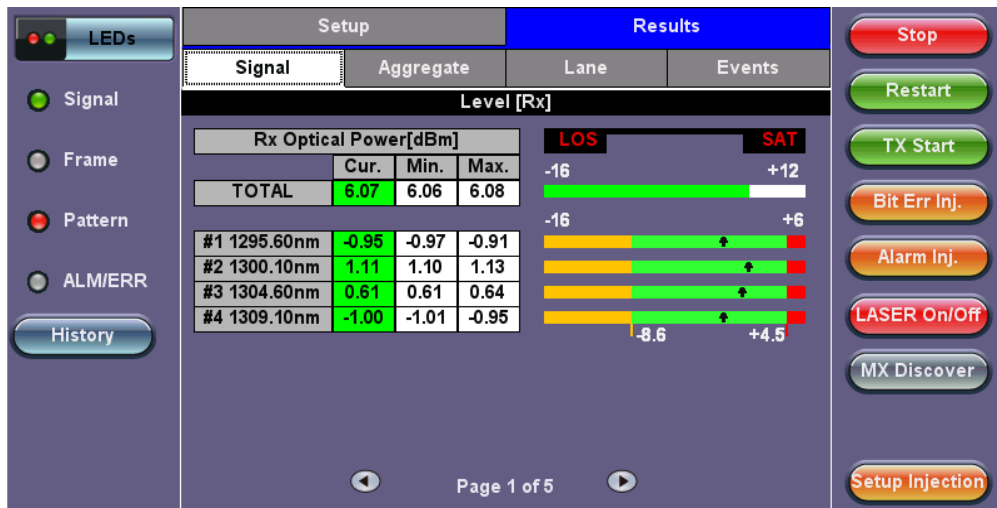 LEDs
Signal
Frame
Pattern
ALM/ERR
History
Setup
Results
Signal
Aggregate
Lane
Events
Level [Rx]
Rx Optical Power[dBm]
Cur. Min. Max.
TOTAL 6.07 6.06 6.08
#1 1295.60nm -0.95 -0.97 -0.91
#2 1300.10nm 1.11 1.10 1.13
#3 1304.60nm 0.61 0.61 0.64
#4 1309.10nm -1.00 -1.01 -0.95
LOS SAT
-16 +12
-16 +6
-8.6 +4.5
Page 1 of 5
Stop
Restart
TX Start
Bit Err Inj.
Alarm Inj.
LASER On/Off
MX Discover
Setup Injection